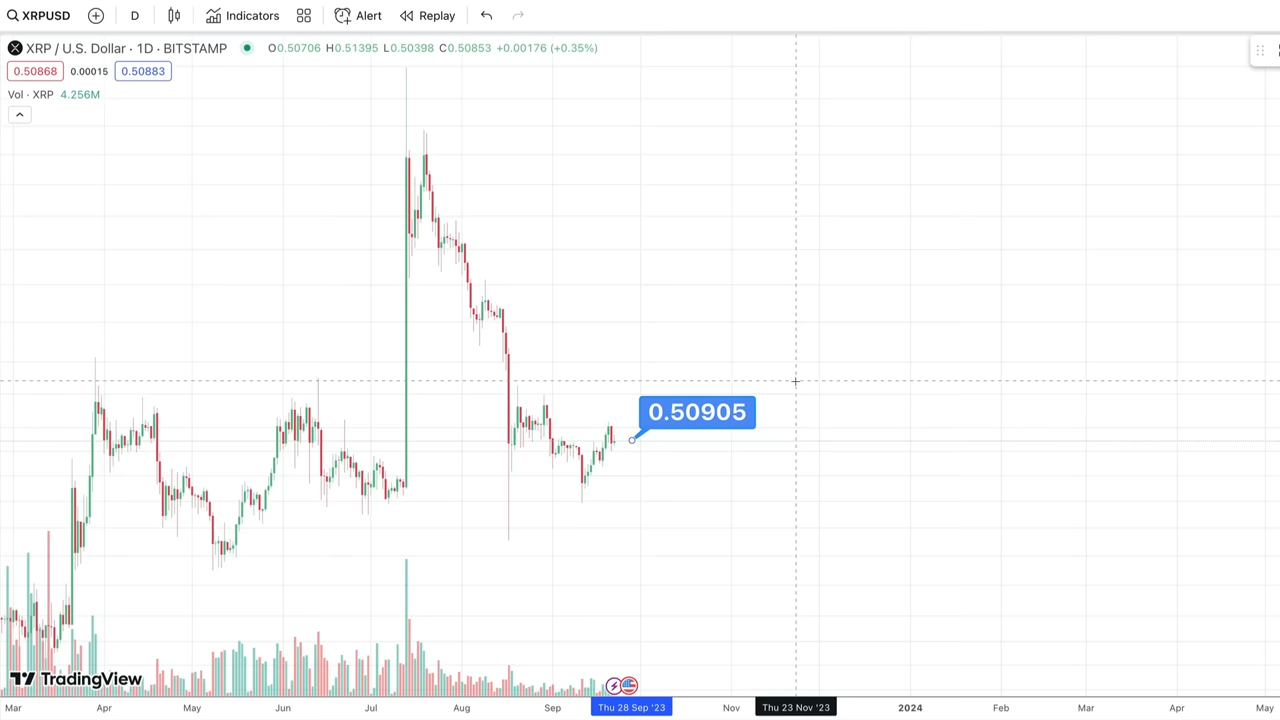 XRPUSD D Indicators Alert Replay
XRP / U.S. Dollar · 1D · BITSTAMP O0.50706 H0.51395 L0.50398 C0.50853 +0.00176 (+0.35%)
0.50868 0.00015 0.50883
Vol · XRP 4.256M
0.50905
TradingView
Mar Apr May Jun Jul Aug Sep Thu 28 Sep '23 Nov Thu 23 Nov '23 2024 Feb Mar Apr May